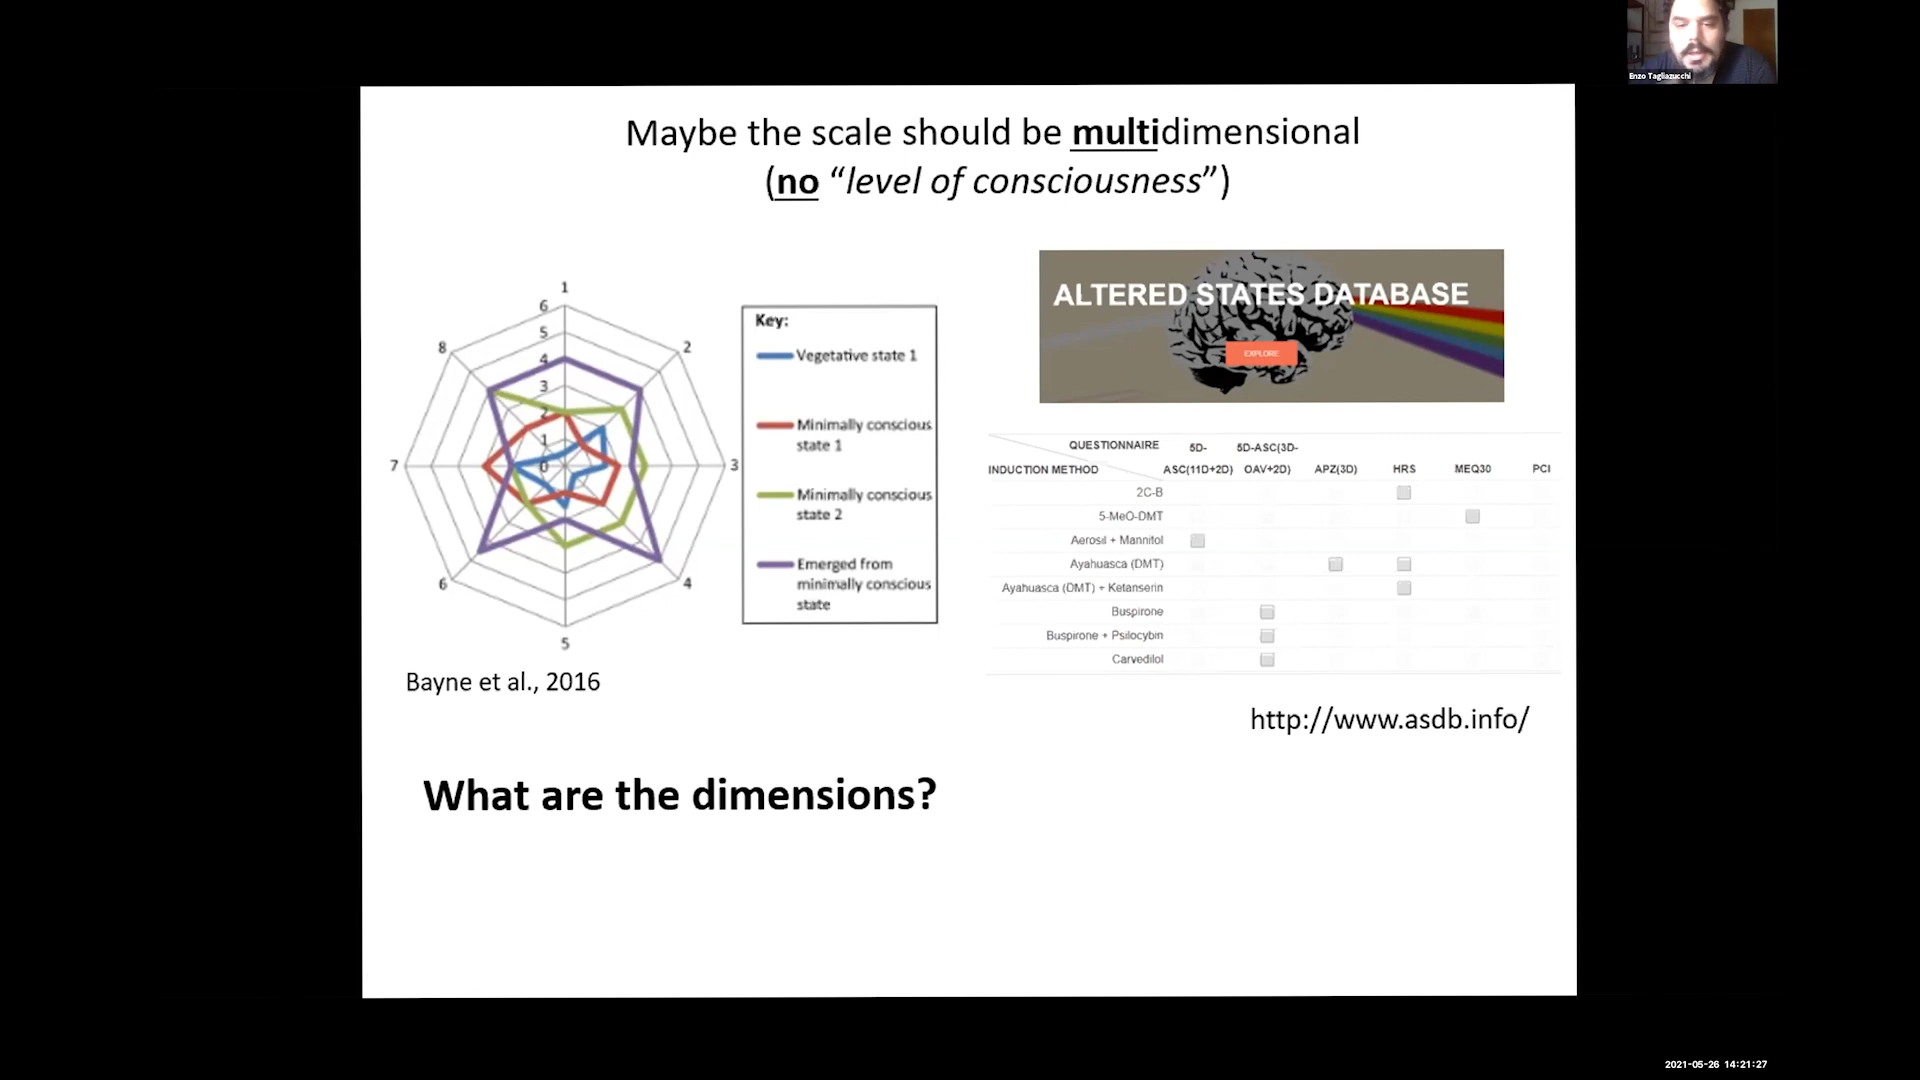 Enzo Tagliazucchi
Maybe the scale should be multidimensional
(no “level of consciousness”)
1
6
5
8
2
4
3
2
1
7
0
3
6
4
5
Key:
Vegetative state 1
Minimally conscious
state 1
Minimally conscious
state 2
Emerged from
minimally conscious
state
Bayne et al., 2016
ALTERED STATES DATABASE
EXPLORE
QUESTIONNAIRE 5D- 5D-ASC(3D-
INDUCTION METHOD ASC(11D+2D) OAV+2D) APZ(3D) HRS MEQ30 PCI
2C-B
5-MeO-DMT
Aerosil + Mannitol
Ayahuasca (DMT)
Ayahuasca (DMT) + Ketanserin
Buspirone
Buspirone + Psilocybin
Carvedilol
http://www.asdb.info/
What are the dimensions?
2021-05-26 14:21:27